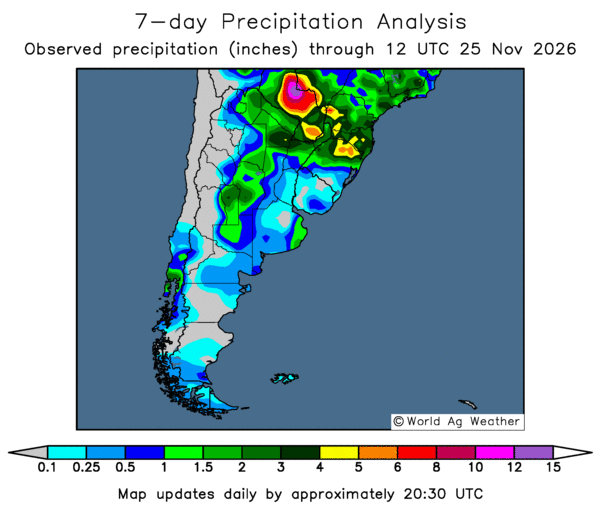 7-day Precipitation Analysis
Observed precipitation (inches) through 12 UTC 25 Nov 2026
© World Ag Weather
0.1 0.25 0.5 1 1.5 2 3 4 5 6 8 10 12 15
Map updates daily by approximately 20:30 UTC